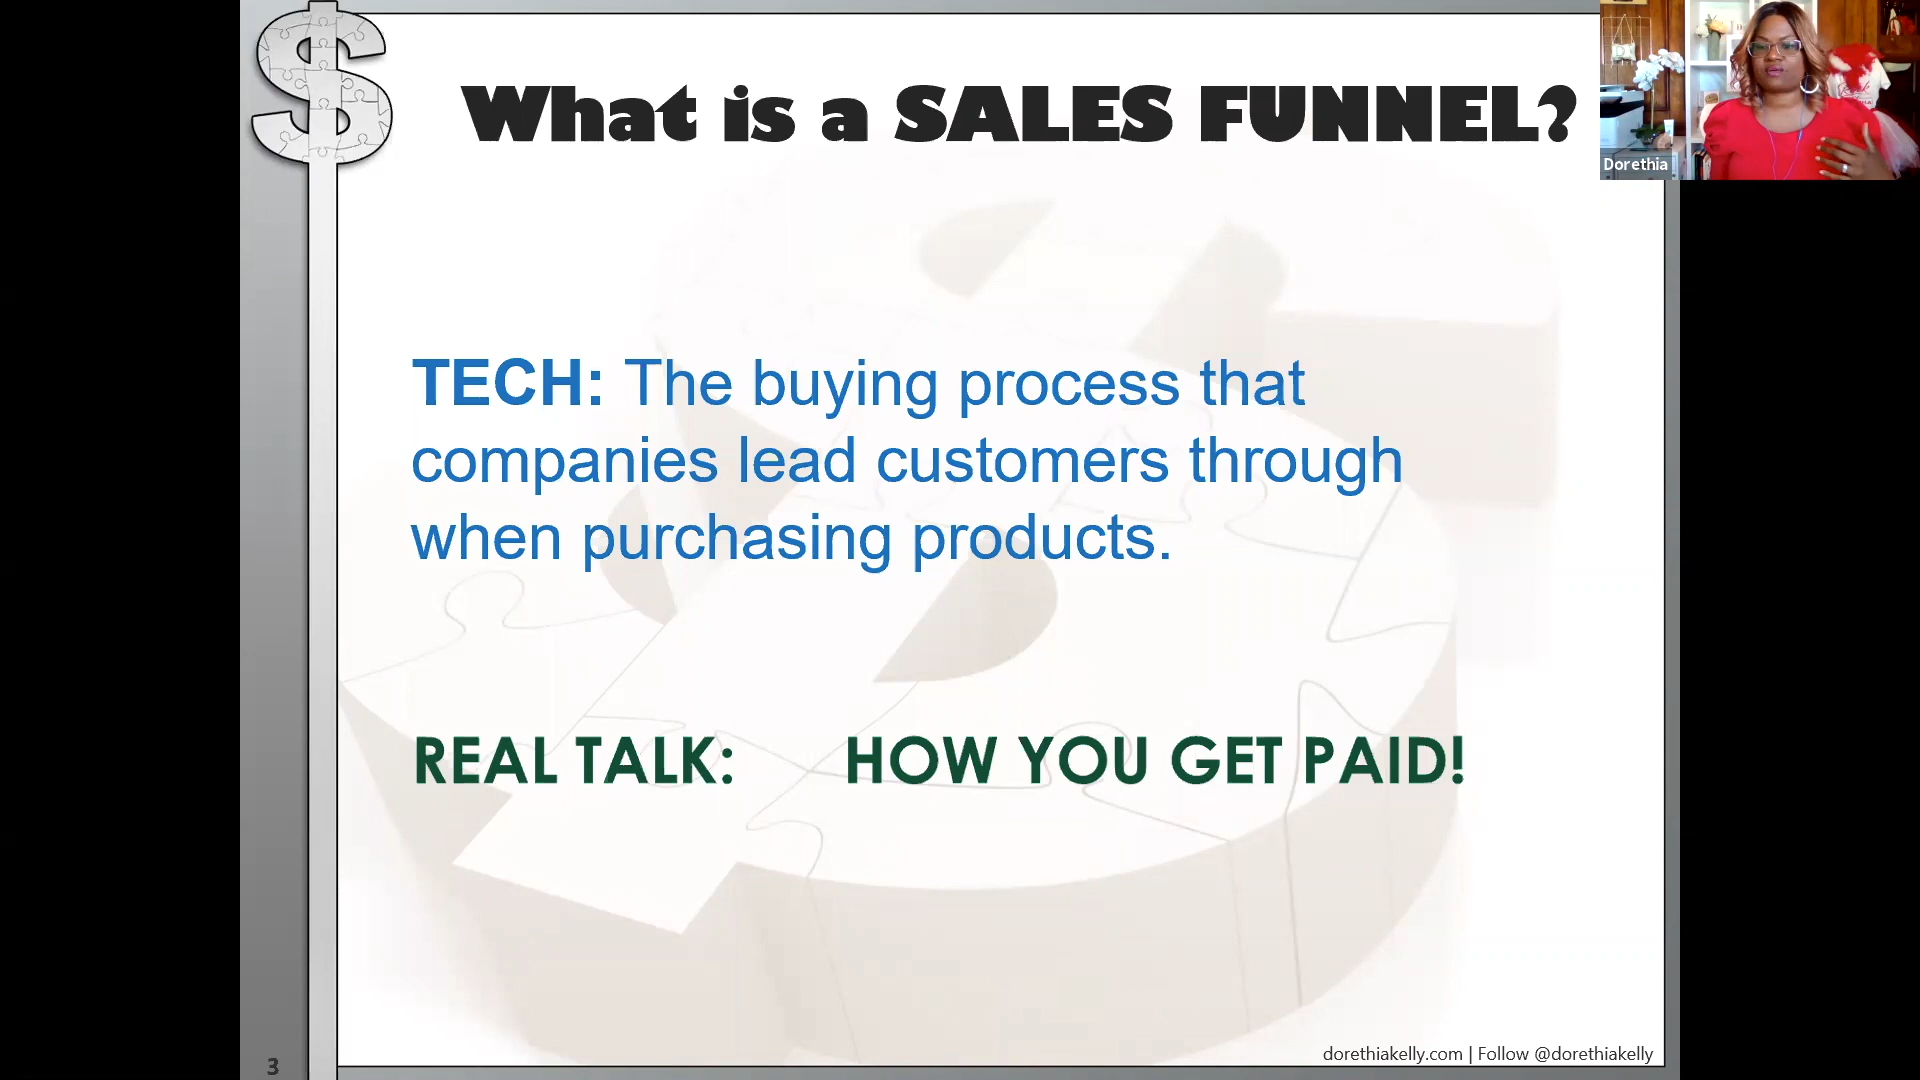 What is a SALES FUNNEL?
Dorethia
TECH: The buying process that
companies lead customers through
when purchasing products.
REAL TALK: HOW YOU GET PAID!
dorethiakelly.com | Follow @dorethiakelly
3